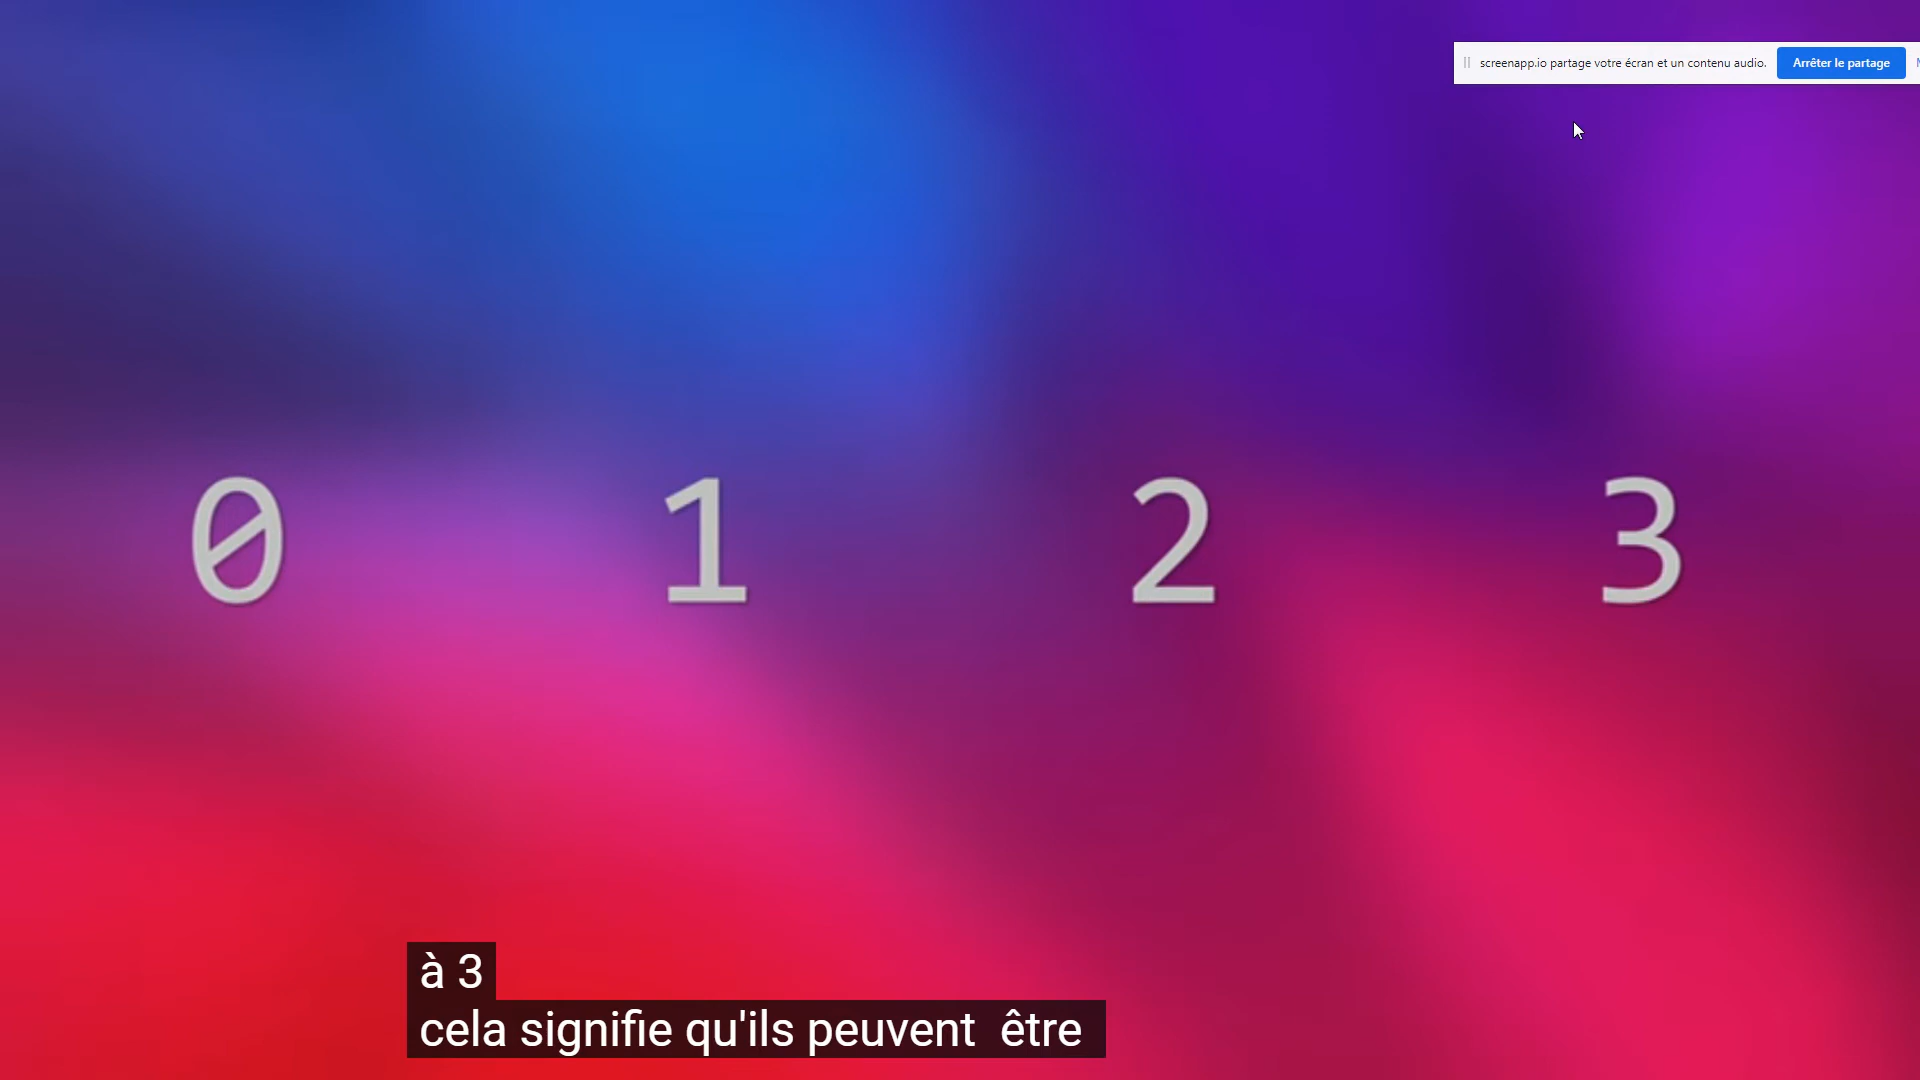 screenapp.io partage votre écran et un contenu audio. Arrêter le partage
0 1 2 3
à 3
cela signifie qu'ils peuvent être